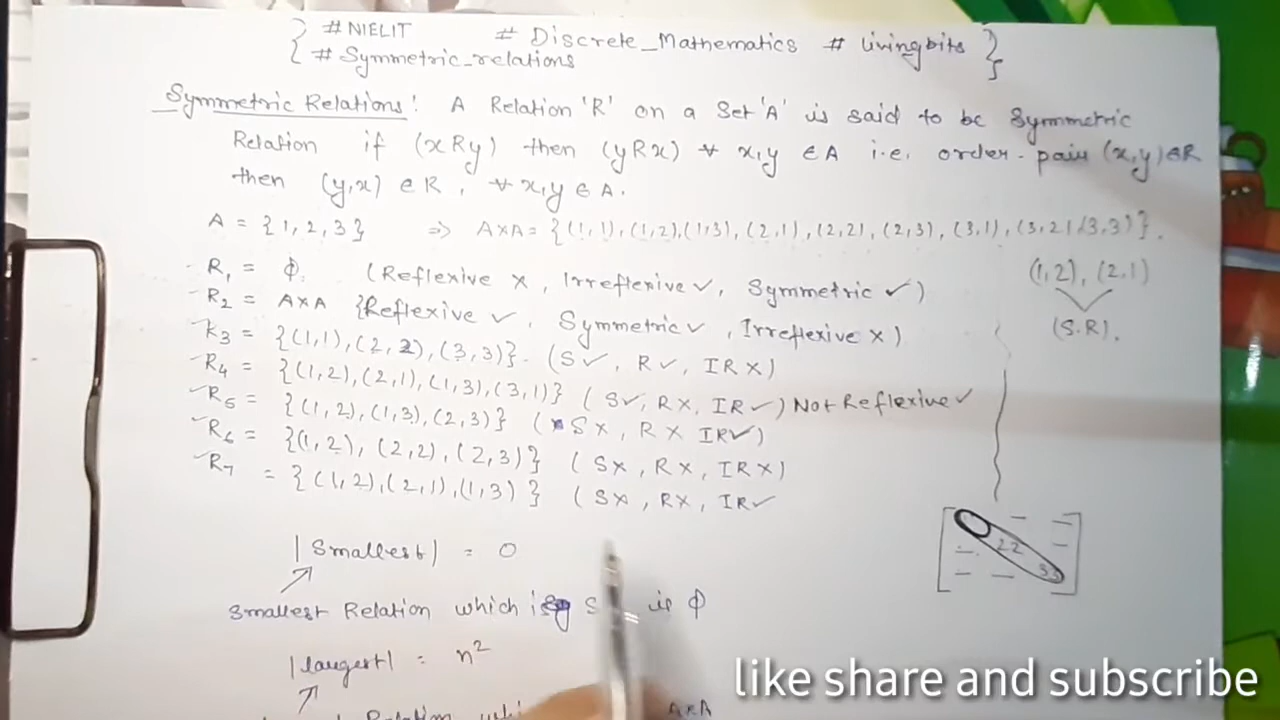 { #NIELIT # Discrete_Mathematics # livingbits }
# Symmetric_relations
Symmetric Relations: A Relation 'R' on a Set 'A' is said to be Symmetric
Relation if (xRy) then (yRx) ∀ x,y ∈A i.e. order-pair (x,y)∈R
then (y,x) ∈ R, ∀ x,y ∈ A.
A = {1,2,3} ⇒ A×A = {(1,1),(1,2),(1,3),(2,1),(2,2),(2,3),(3,1),(3,2)(3,3)}.
R1 = ϕ. (Reflexive ×, Irreflexive ✓, Symmetric ✓)
(1,2), (2,1)
(S.R).
R2 = A×A {Reflexive ✓, Symmetric ✓, Irreflexive ×)
R3 = {(1,1),(2,2),(3,3)}. (S✓, R✓, IR×)
R4 = {(1,2),(2,1),(1,3),(3,1)} (S✓, R×, IR✓) Not Reflexive ✓
R5 = {(1,2),(1,3),(2,3)} (S×, R× IR✓)
R6 = {(1,2), (2,2), (2,3)} (S×, R×, IR×)
R7 = {(1,2),(2,1),(1,3)} (S×, R×, IR✓
22
33
|Smallest| = 0
Smallest Relation which is S is ϕ
|largest| = n²
Relation A×A
like share and subscribe